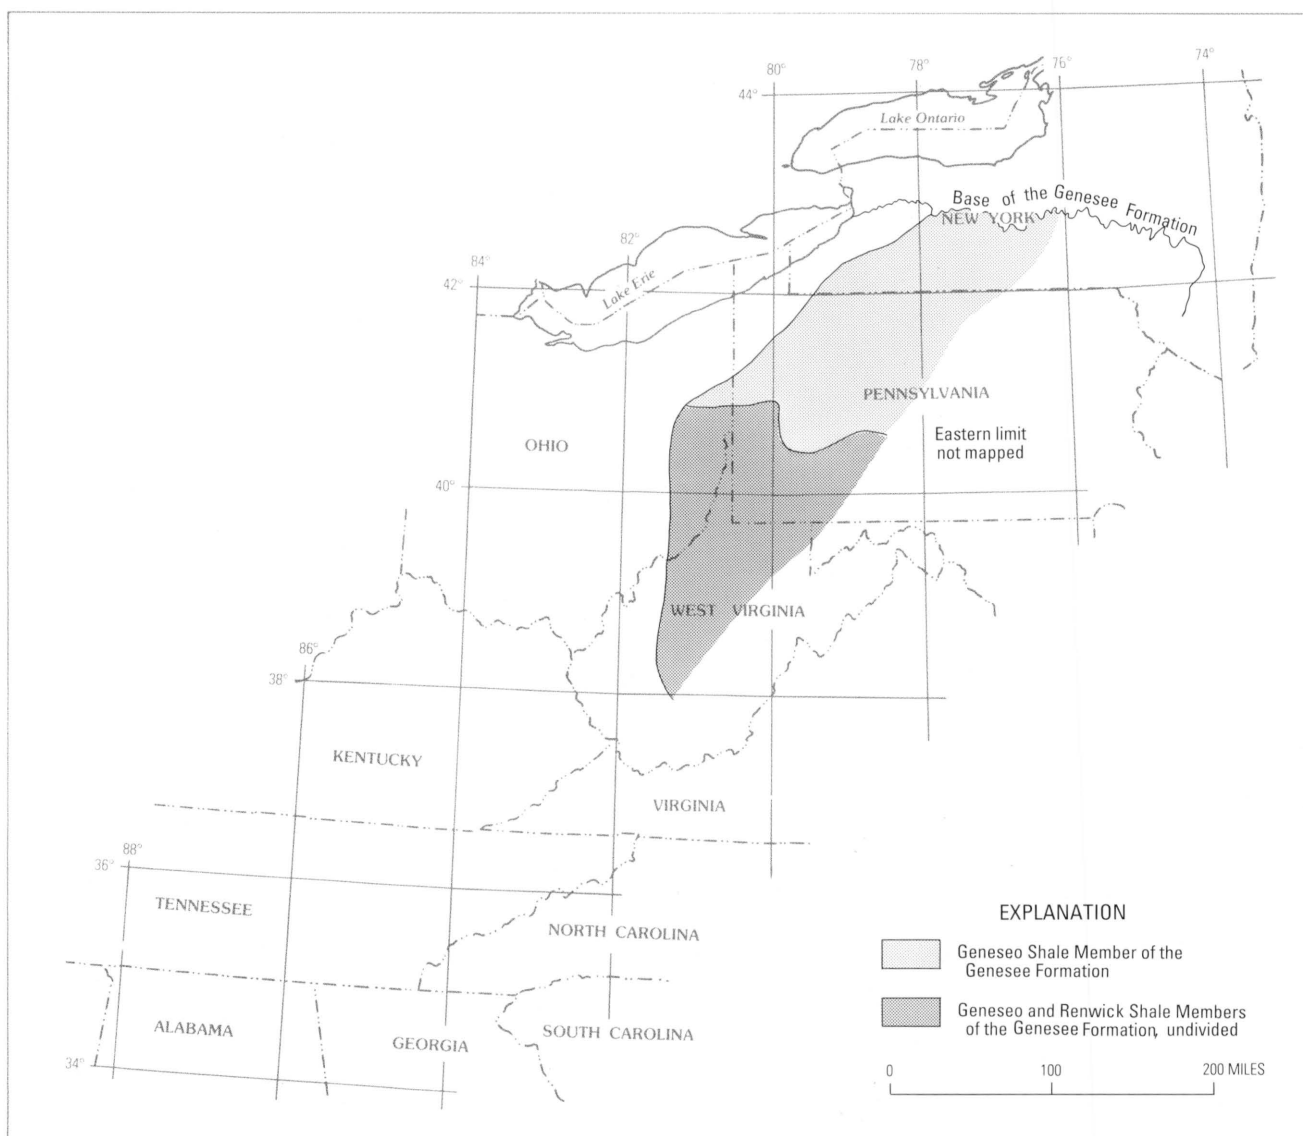 74°
76°
78°
80°
44°
Lake Ontario
Base of the Genesee Formation
NEW YORK
82°
84°
42°
Lake Erie
PENNSYLVANIA
OHIO
Eastern limit
not mapped
40°
WEST VIRGINIA
86°
38°
KENTUCKY
VIRGINIA
88°
36°
TENNESSEE
NORTH CAROLINA
ALABAMA
GEORGIA
SOUTH CAROLINA
34°
EXPLANATION
Geneseo Shale Member of the
Genesee Formation
Geneseo and Renwick Shale Members
of the Genesee Formation, undivided
0 100 200 MILES